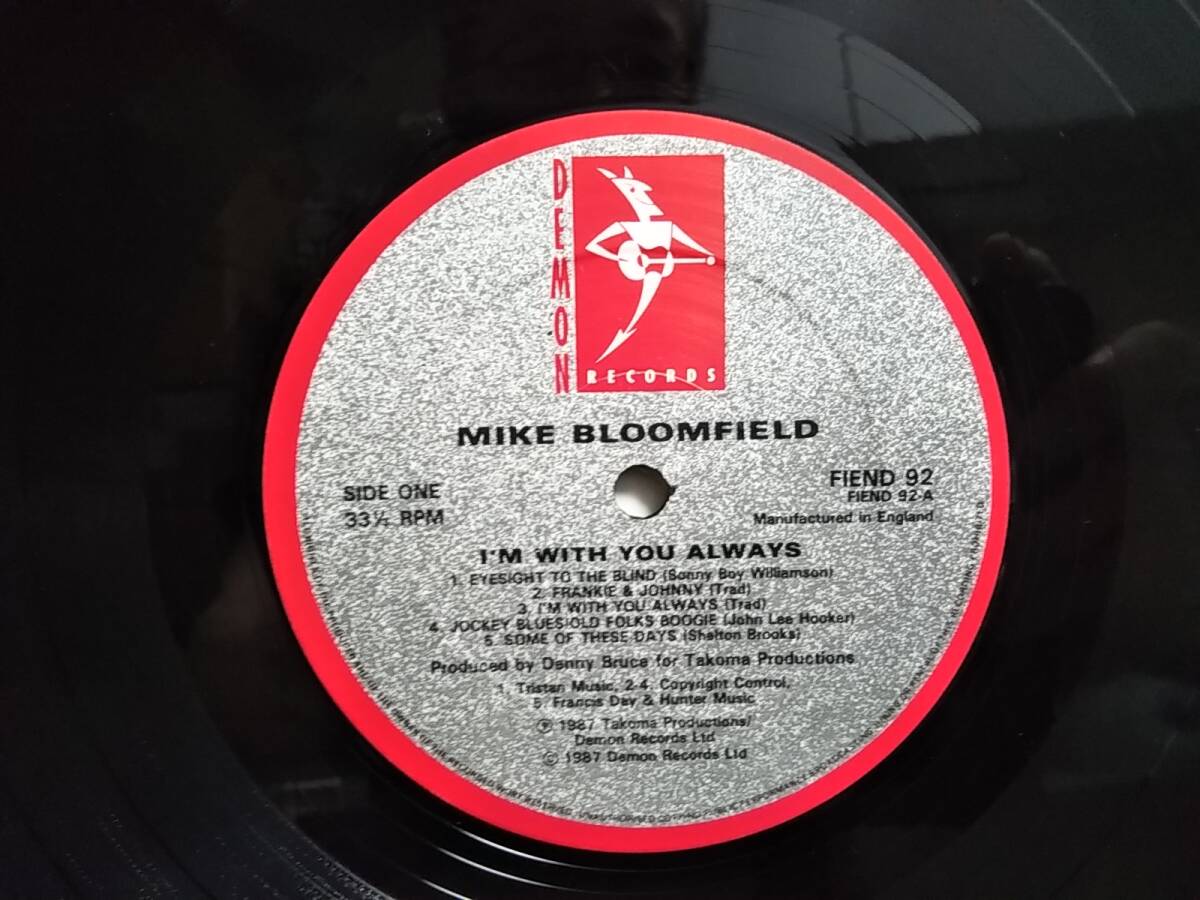 DEMON
RECORDS
MIKE BLOOMFIELD
SIDE ONE
33⅓ RPM
FIEND 92
FIEND 92-A
Manufactured in England
I'M WITH YOU ALWAYS
1. EYESIGHT TO THE BLIND (Sonny Boy Williamson)
2. FRANKIE & JOHNNY (Trad)
3. I'M WITH YOU ALWAYS (Trad)
4. JOCKEY BLUES/OLD FOLKS BOOGIE (John Lee Hooker)
5. SOME OF THESE DAYS (Shelton Brooks)
Produced by Denny Bruce for Takoma Productions
1. Tristan Music, 2-4. Copyright Control,
5. Francis Day & Hunter Music
Ⓟ 1987 Takoma Productions/
Demon Records Ltd
© 1987 Demon Records Ltd